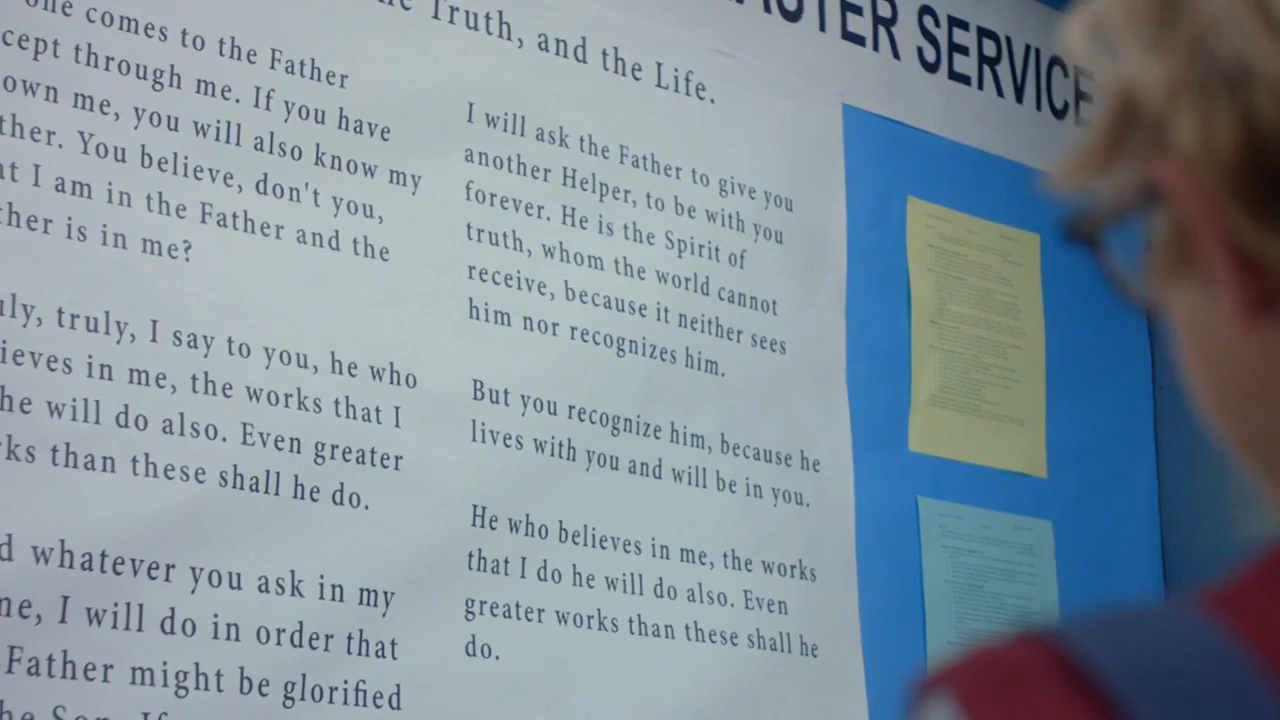 Truth, and the Life.
SERVICE
one comes to the Father
cept through me. If you have
own me, you will also know my
ther. You believe, don't you,
at I am in the Father and the
ther is in me?
uly, truly, I say to you, he who
ieves in me, the works that I
he will do also. Even greater
rks than these shall he do.
d whatever you ask in my
me, I will do in order that
Father might be glorified
he Son. If
I will ask the Father to give you
another Helper, to be with you
forever. He is the Spirit of
truth, whom the world cannot
receive, because it neither sees
him nor recognizes him.
But you recognize him, because he
lives with you and will be in you.
He who believes in me, the works
that I do he will do also. Even
greater works than these shall he
do.